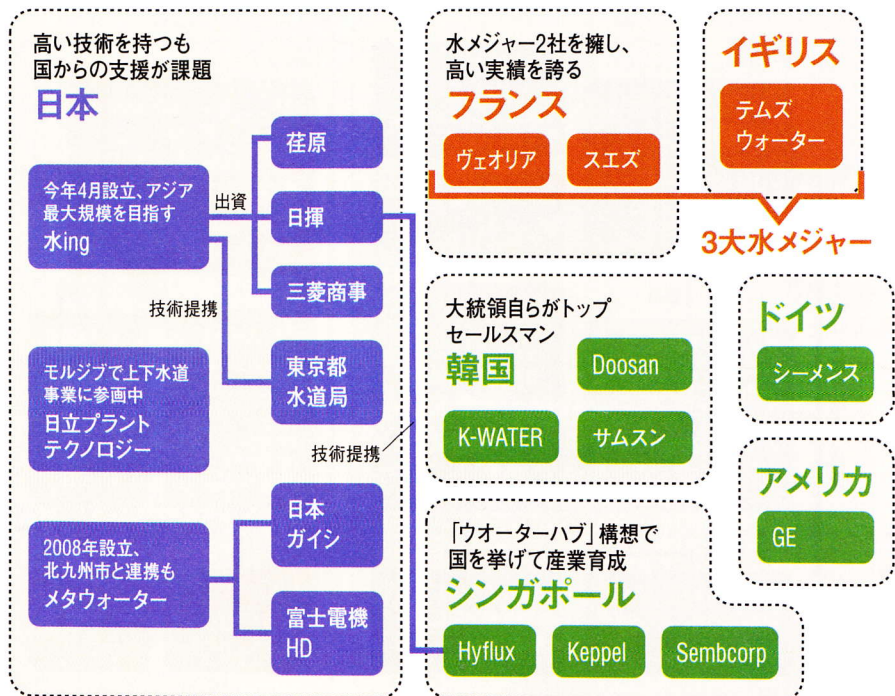 高い技術を持つも
国からの支援が課題
日本
今年4月設立、アジア
最大規模を目指す
水ing
出資
荏原
日揮
三菱商事
技術提携
東京都
水道局
モルジブで上下水道
事業に参画中
日立プラント
テクノロジー
技術提携
2008年設立、
北九州市と連携も
メタウォーター
日本
ガイシ
富士電機
HD
水メジャー2社を擁し、
高い実績を誇る
フランス
ヴェオリア
スエズ
イギリス
テムズ
ウォーター
3大水メジャー
大統領自らがトップ
セールスマン
韓国
Doosan
K-WATER
サムスン
ドイツ
シーメンス
アメリカ
GE
「ウオーターハブ」構想で
国を挙げて産業育成
シンガポール
Hyflux
Keppel
Sembcorp